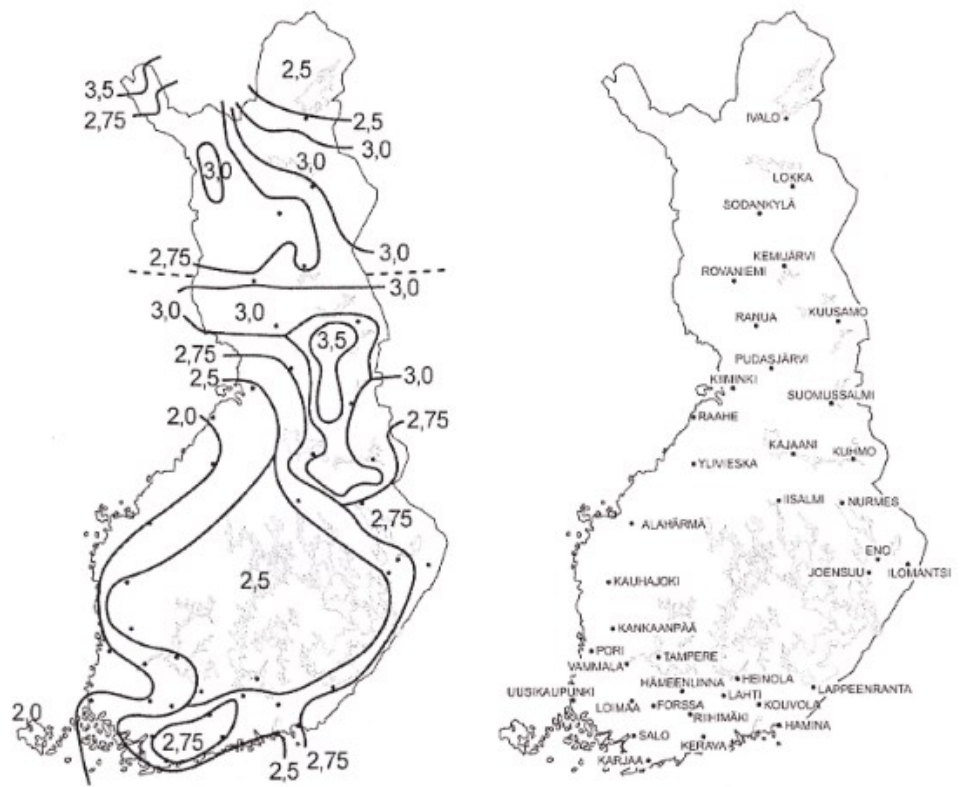 2,5
3,5
2,75
2,5
3,0
3,0
3,0
2,75
3,0
3,0
3,0
3,0
3,5
2,75
2,5
3,0
2,0
2,75
2,75
2,5
2,0
2,75
2,5
2,75
IVALO
LOKKA
SODANKYLÄ
KEMIJÄRVI
ROVANIEMI
RANUA
KUUSAMO
PUDASJÄRVI
KIIMINKI
SUOMUSSALMI
RAAHE
KAJAANI
KUHMO
YLIVIESKA
IISALMI
NURMES
ALAHÄRMÄ
ENO
JOENSUU
ILOMANTSI
KAUHAJOKI
KANKAANPÄÄ
PORI
TAMPERE
VAMMALA
HÄMEENLINNA
HEINOLA
UUSIKAUPUNKI
LAHTI
LAPPEENRANTA
LOIMAA
FORSSA
KOUVOLA
RIIHIMÄKI
HAMINA
SALO
KERAVA
KARJAA